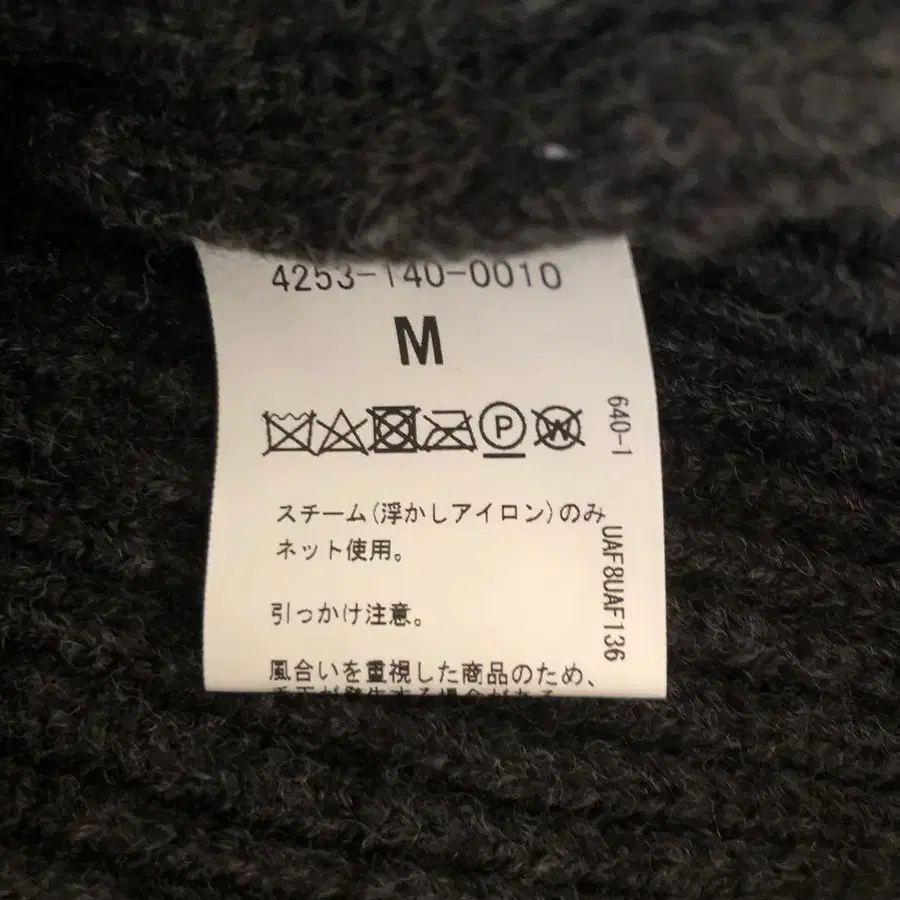 4253-140-0010
M
P
W
スチーム(浮かしアイロン)のみ
ネット使用。
引っかけ注意。
風合いを重視した商品のため、
640-1
UAF8UAF136